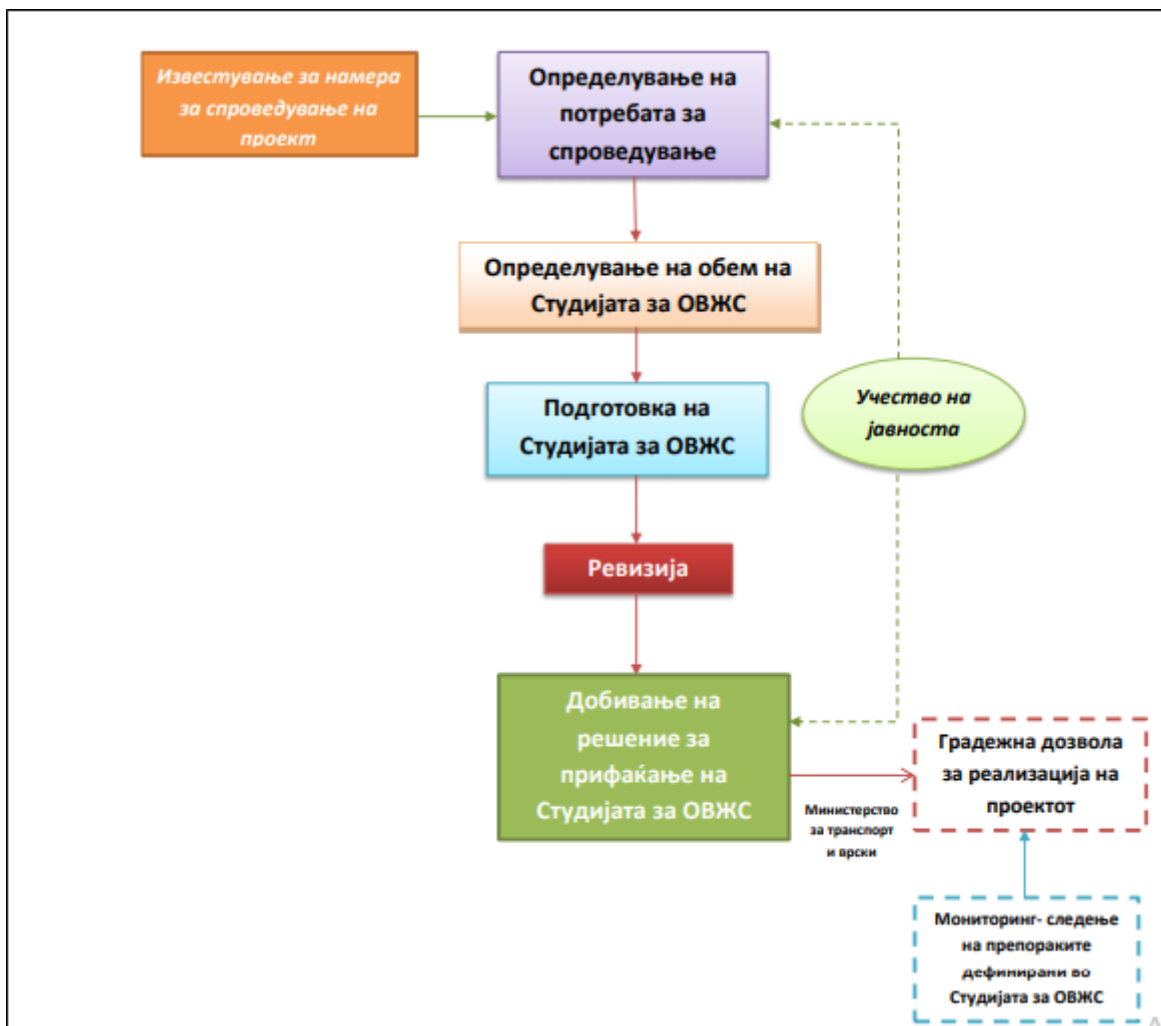 Известување за намера
за спроведување на
проект
Определување на
потребата за
спроведување
Определување на обем на
Студијата за ОВЖС
Подготовка на
Студијата за ОВЖС
Учество на
јавноста
Ревизија
Добивање на
решение за
прифаќање на
Студијата за ОВЖС
Министерство
за транспорт
и врски
Градежна дозвола
за реализација на
проектот
Мониторинг- следење
на препораките
дефинирани во
Студијата за ОВЖС